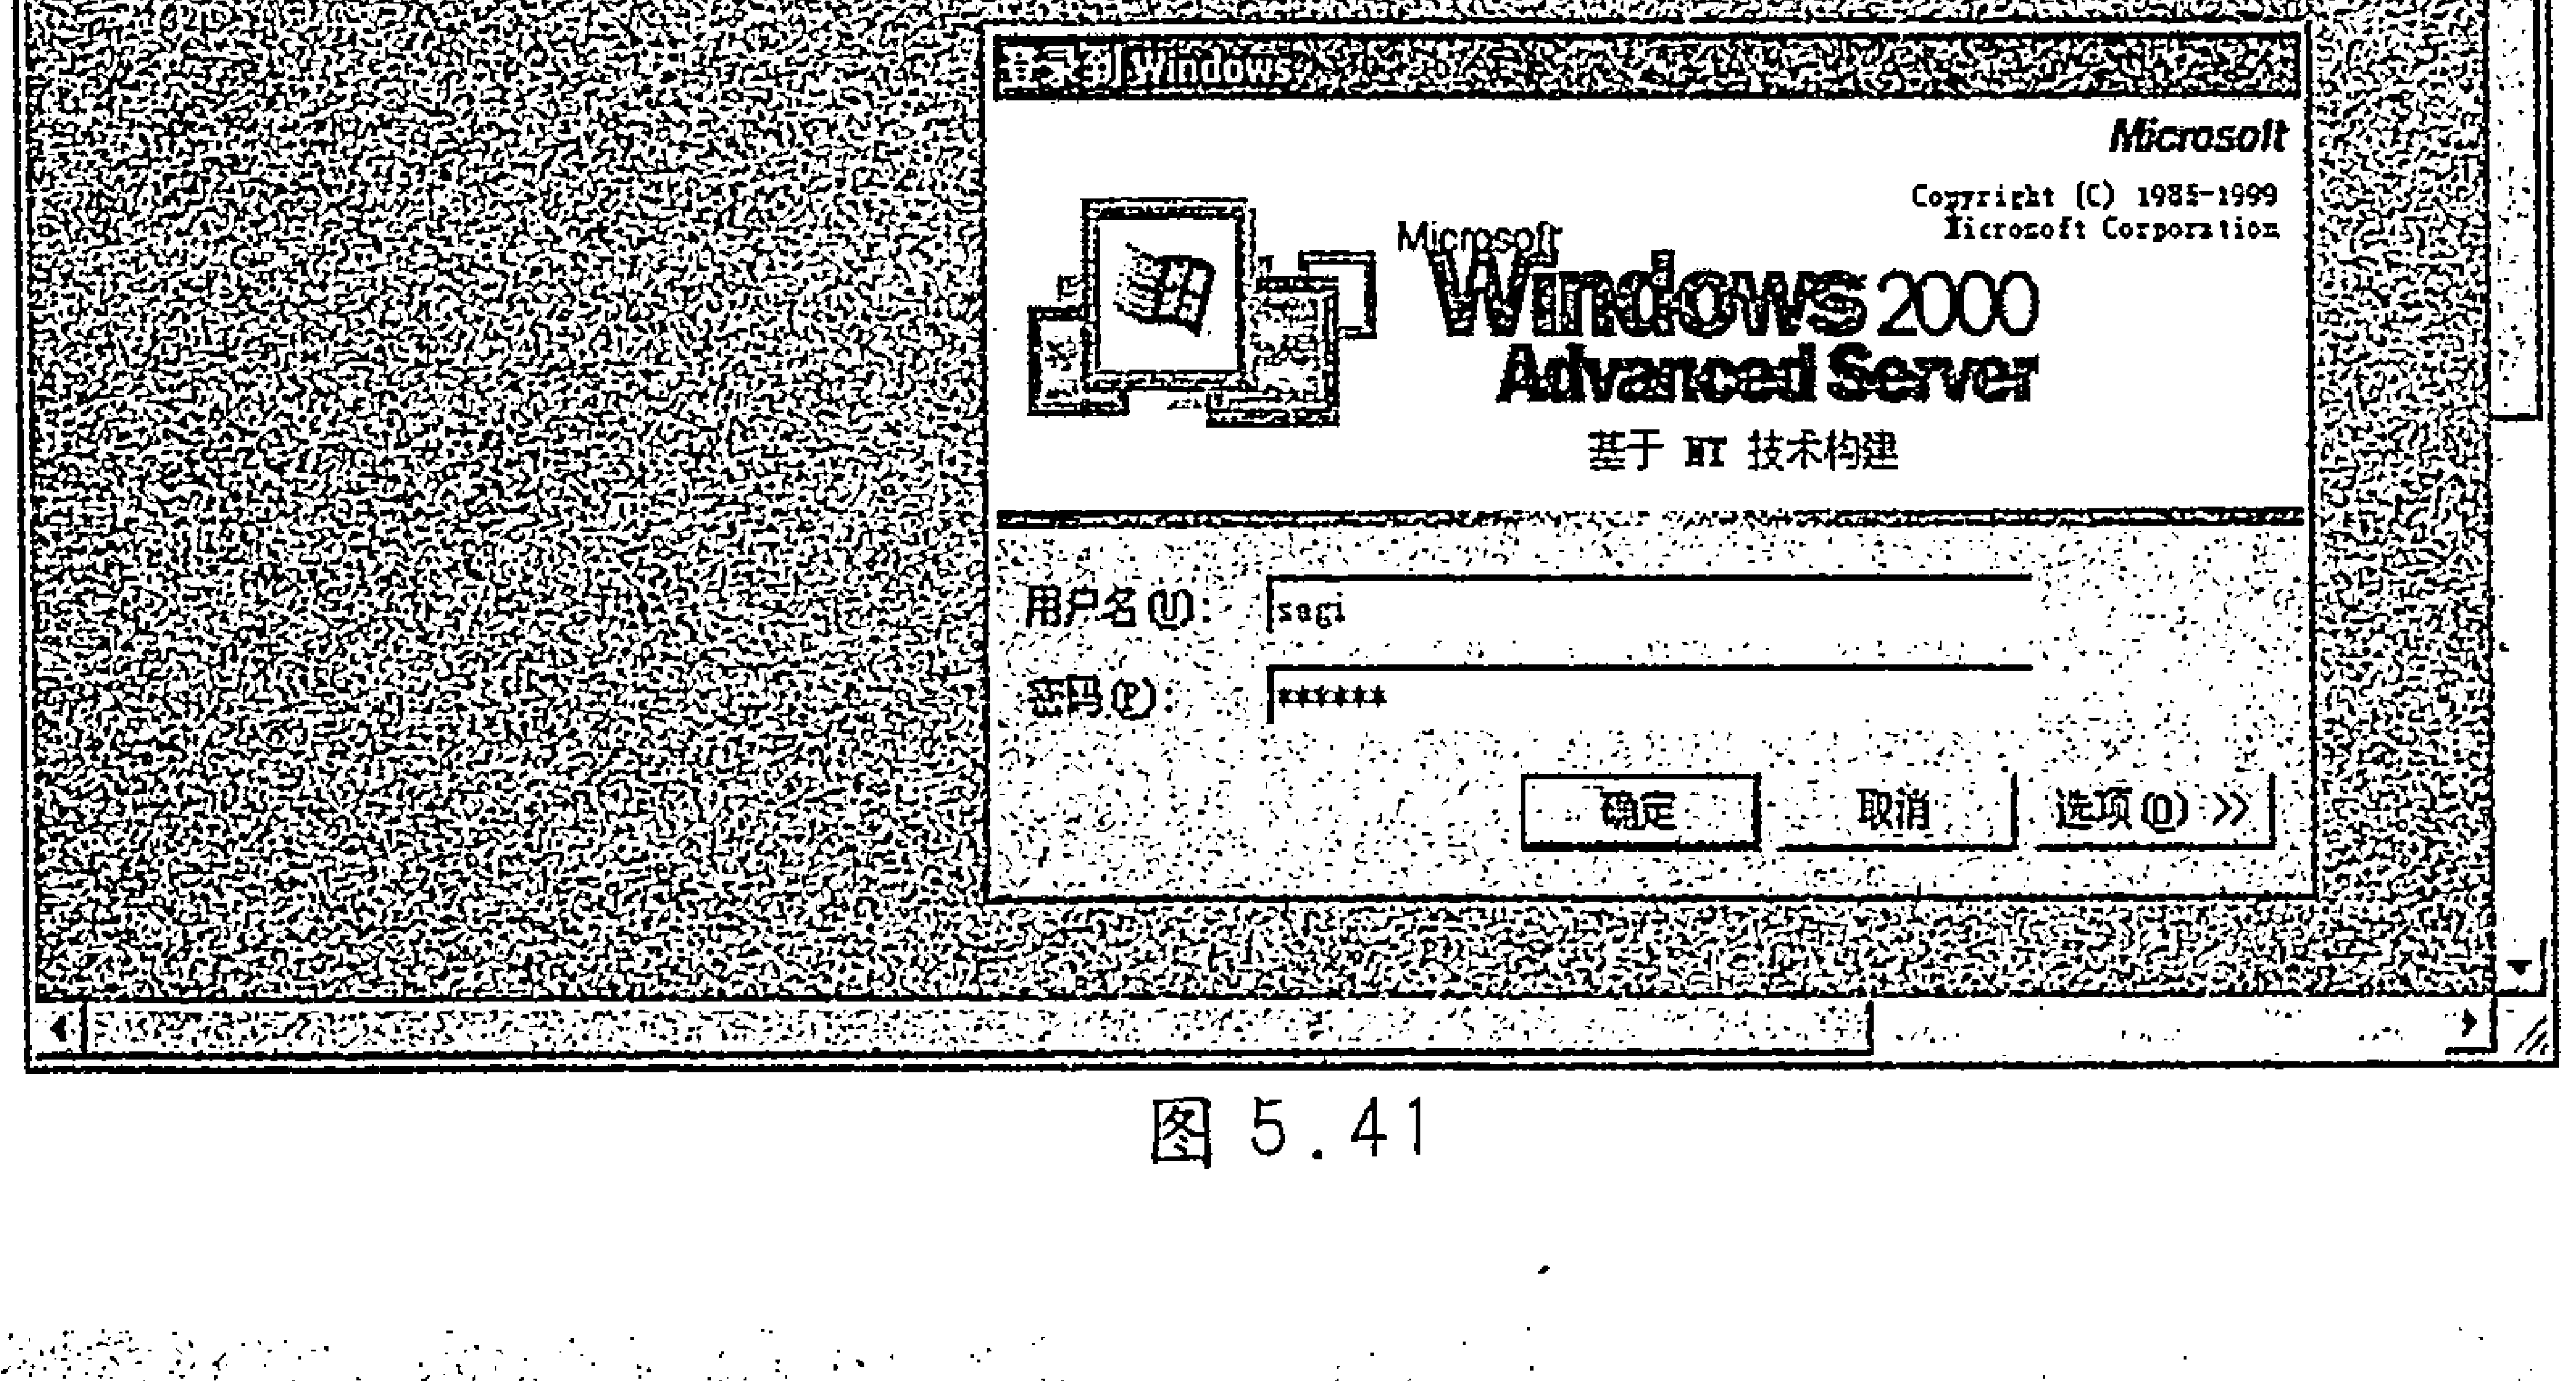 登录到 Windows
Microsoft
Copyright (C) 1985-1999
Microsoft Corporation
Microsoft
Windows 2000
Advanced Server
基于 NT 技术构建
用户名(U): sagi
密码(P): ******
确定 取消 选项(O) >>
图 5.41